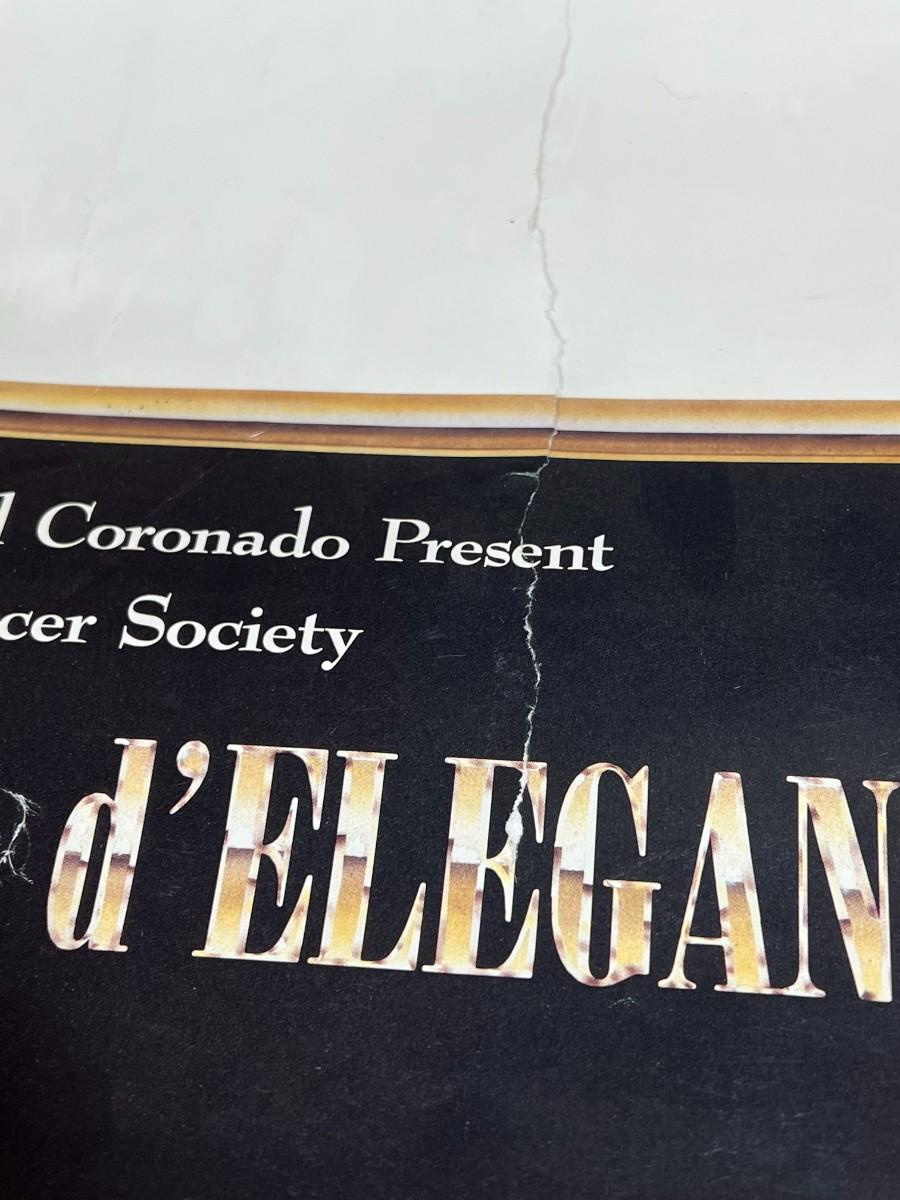 l Coronado Present
cer Society
d'ELEGAN